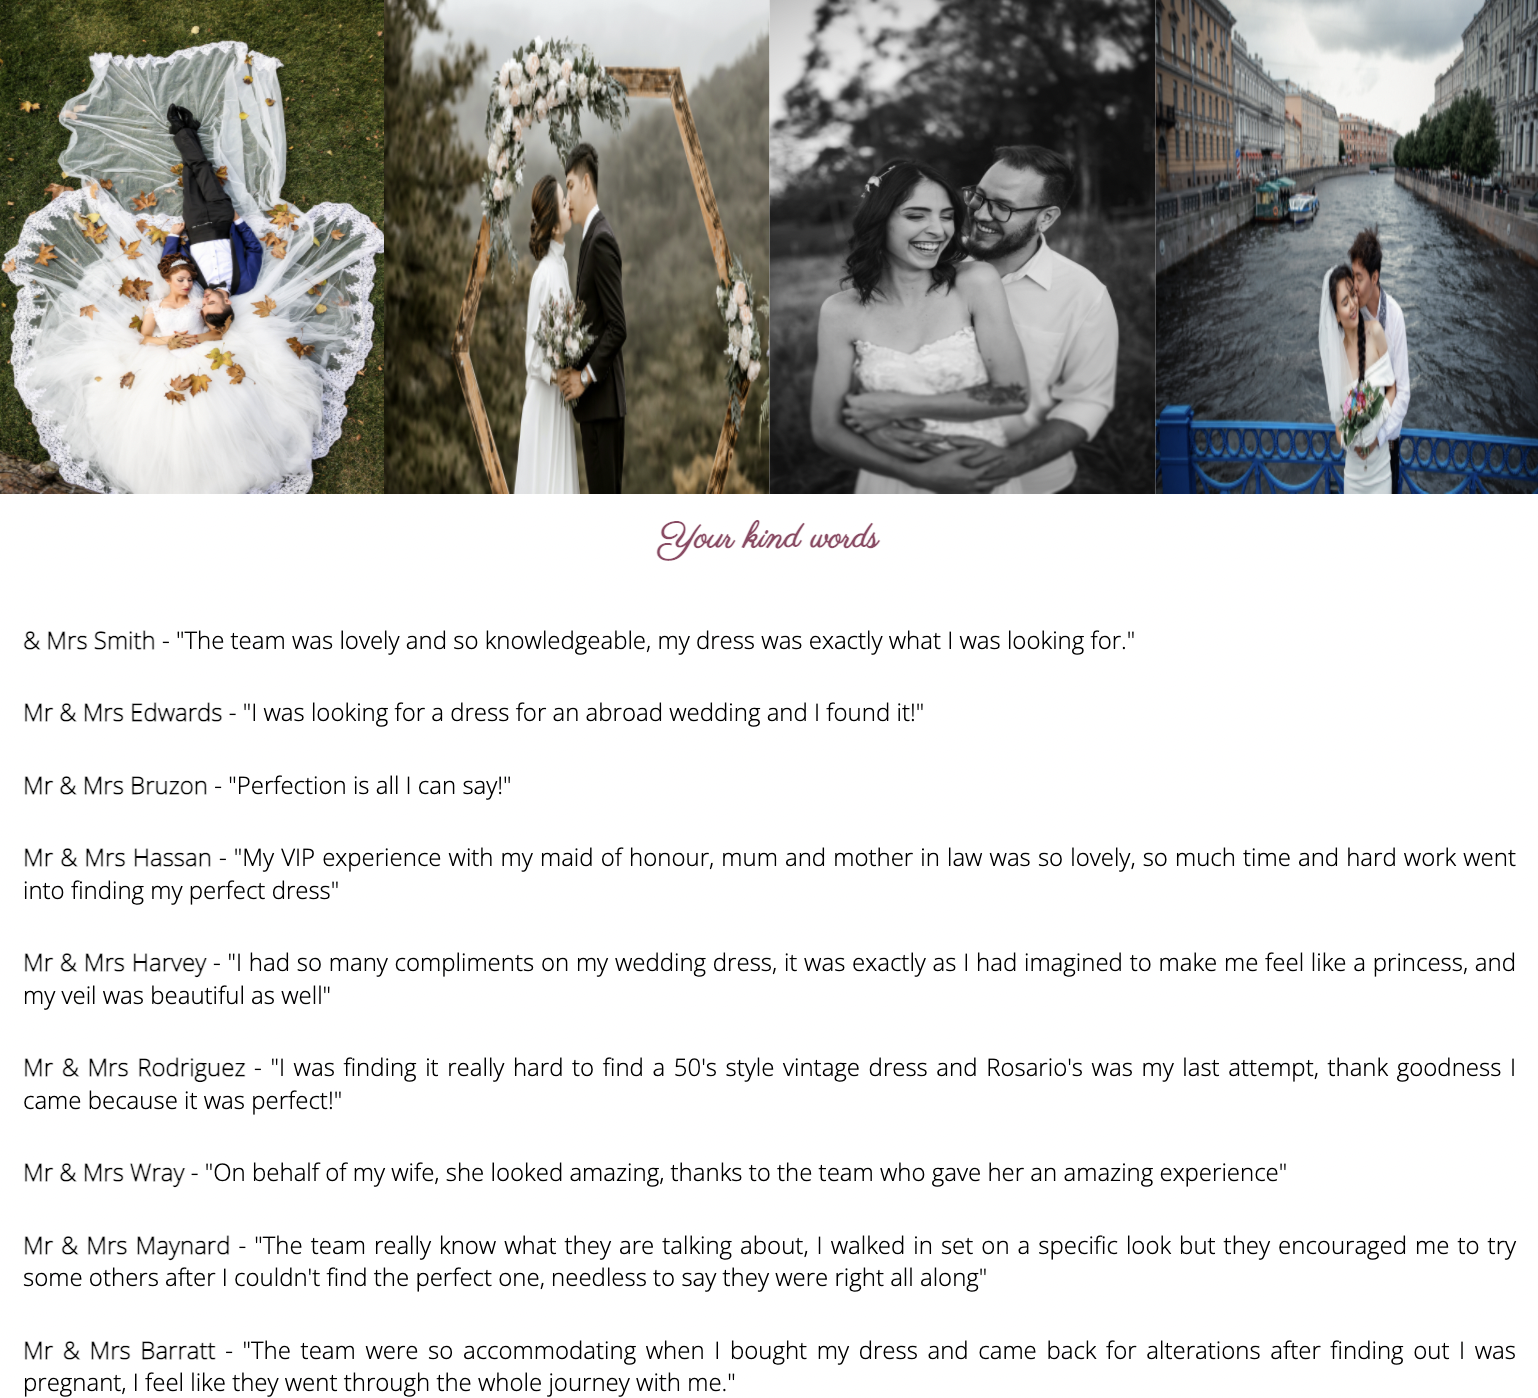 Your kind words
& Mrs Smith - "The team was lovely and so knowledgeable, my dress was exactly what I was looking for."
Mr & Mrs Edwards - "I was looking for a dress for an abroad wedding and I found it!"
Mr & Mrs Bruzon - "Perfection is all I can say!"
Mr & Mrs Hassan - "My VIP experience with my maid of honour, mum and mother in law was so lovely, so much time and hard work went
into finding my perfect dress"
Mr & Mrs Harvey - "I had so many compliments on my wedding dress, it was exactly as I had imagined to make me feel like a princess, and
my veil was beautiful as well"
Mr & Mrs Rodriguez - "I was finding it really hard to find a 50's style vintage dress and Rosario's was my last attempt, thank goodness I
came because it was perfect!"
Mr & Mrs Wray - "On behalf of my wife, she looked amazing, thanks to the team who gave her an amazing experience"
Mr & Mrs Maynard - "The team really know what they are talking about, I walked in set on a specific look but they encouraged me to try
some others after I couldn't find the perfect one, needless to say they were right all along"
Mr & Mrs Barratt - "The team were so accommodating when I bought my dress and came back for alterations after finding out I was
pregnant, I feel like they went through the whole journey with me."